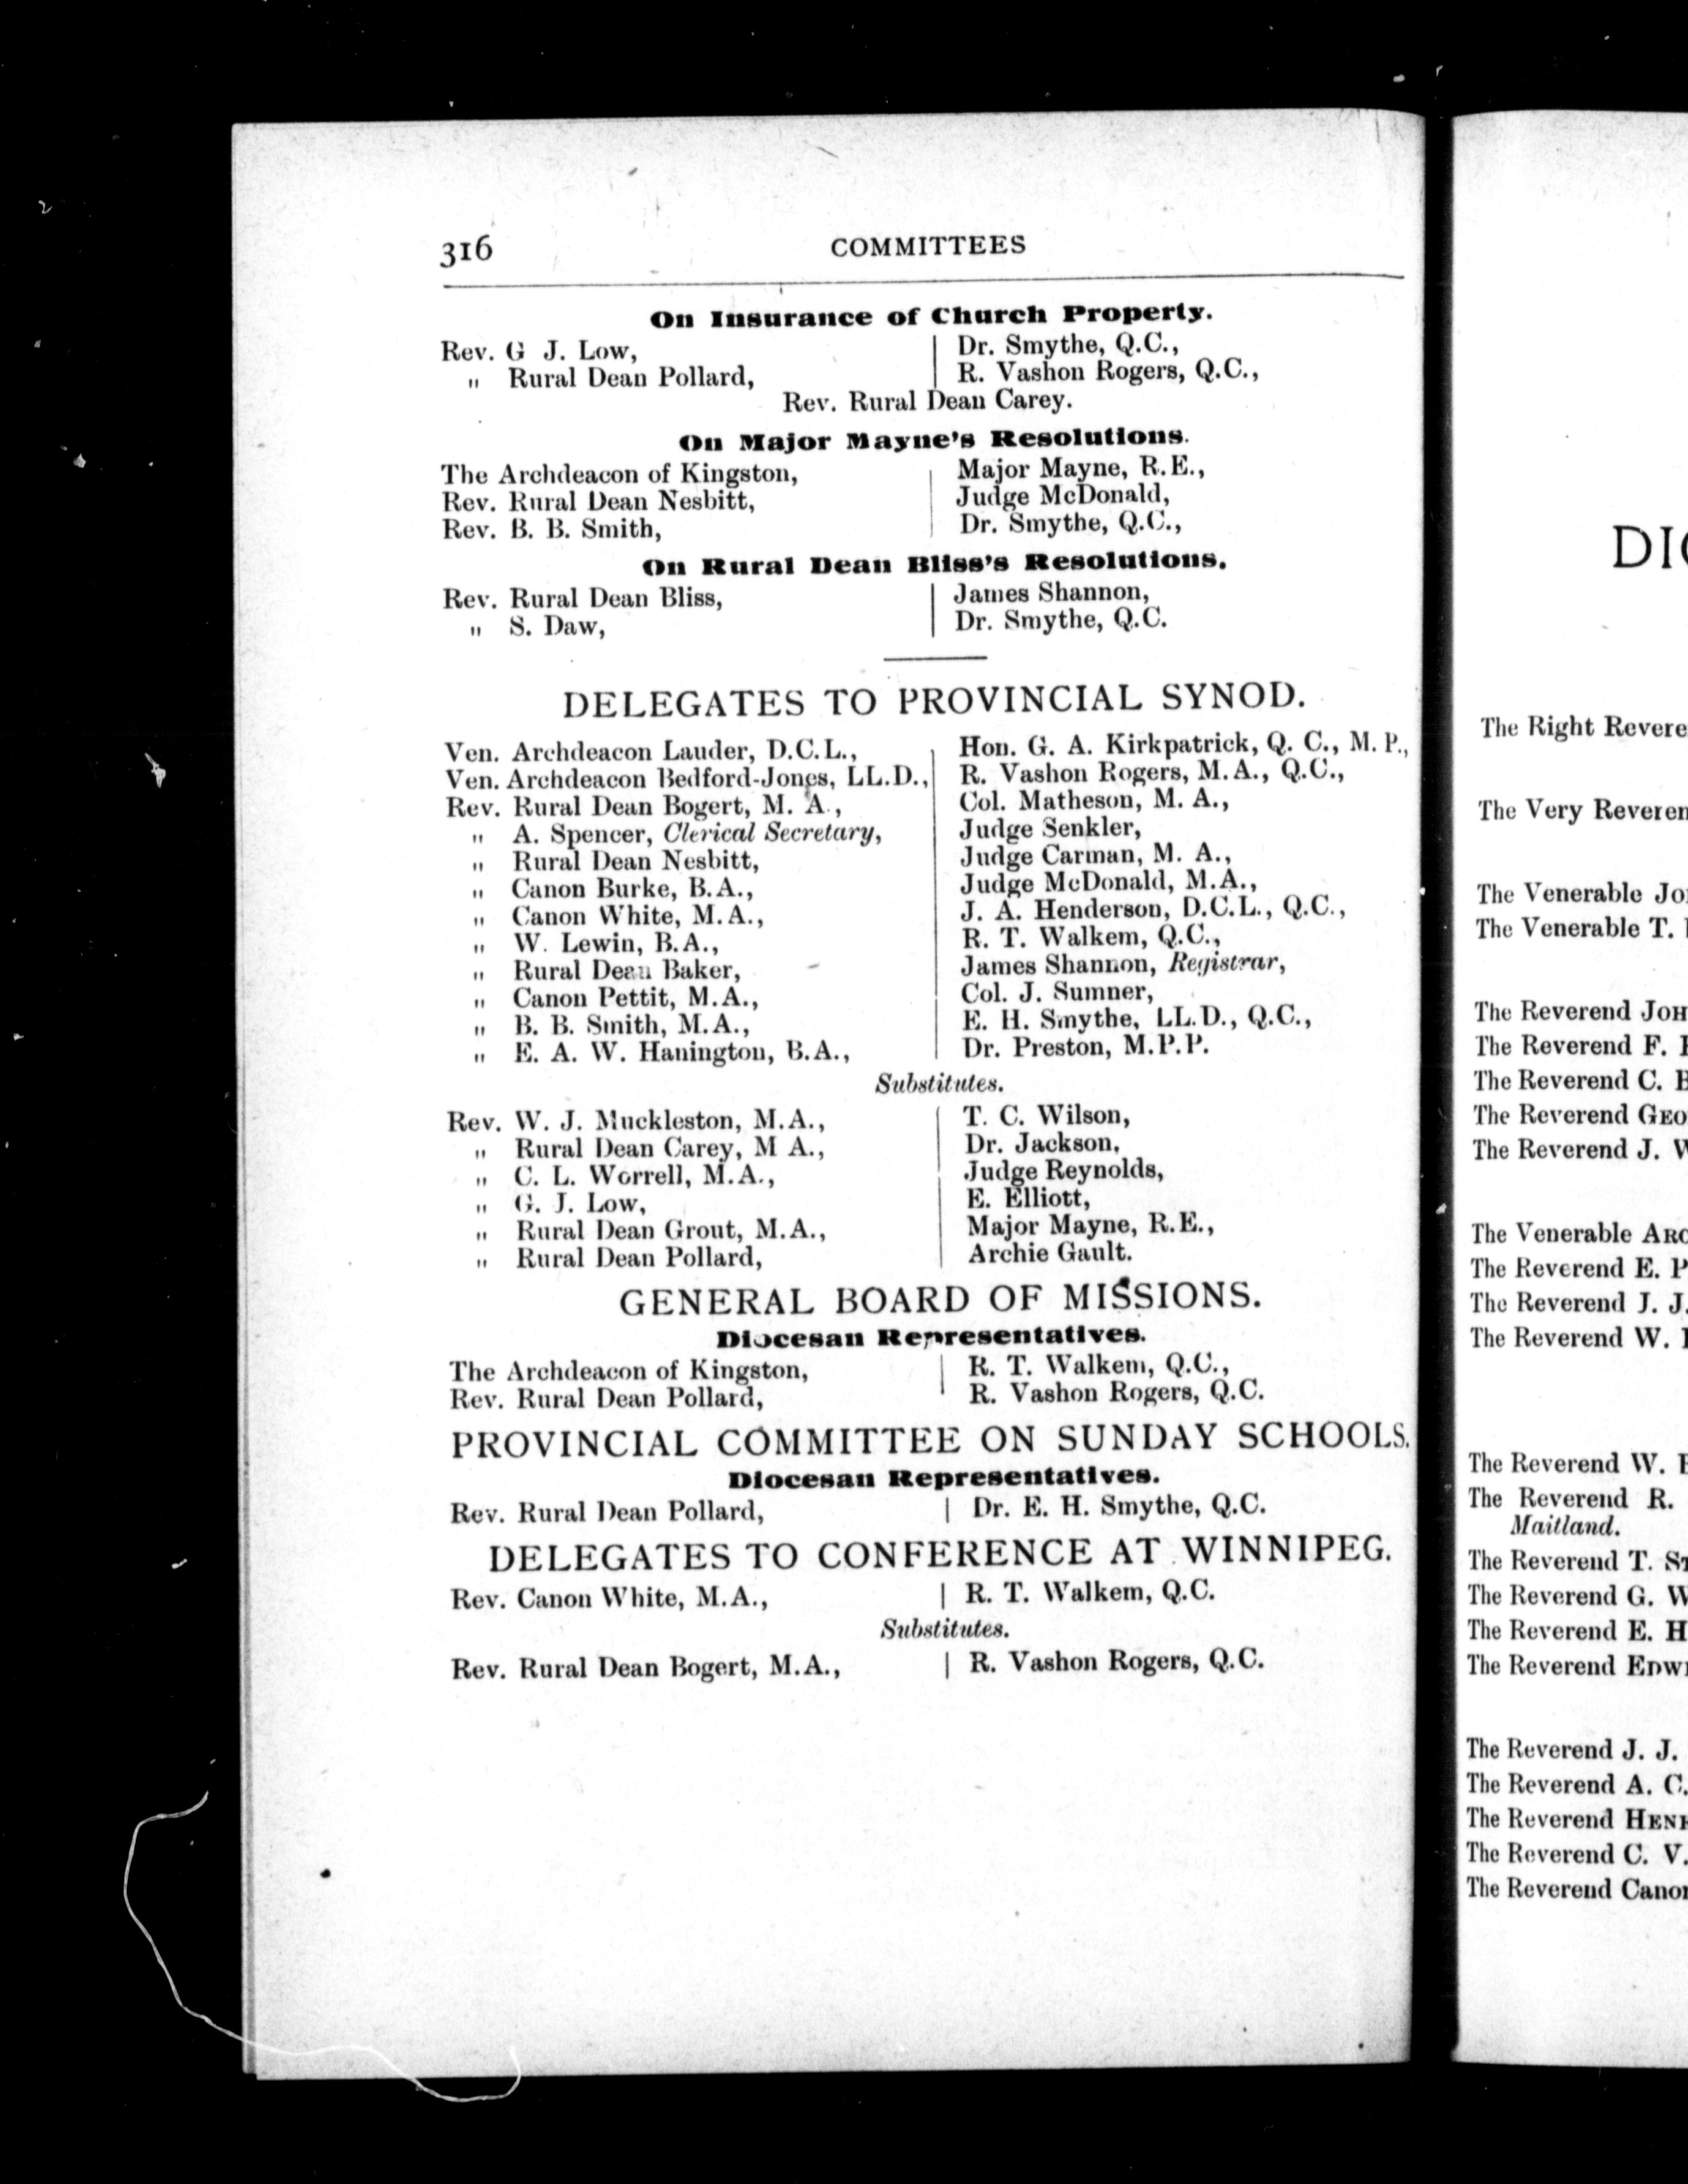 316 COMMITTEES
On Insurance of Church Property.
Rev. G J. Low,
" Rural Dean Pollard,
Dr. Smythe, Q.C.,
R. Vashon Rogers, Q.C.,
Rev. Rural Dean Carey.
On Major Mayne's Resolutions.
The Archdeacon of Kingston,
Rev. Rural Dean Nesbitt,
Rev. B. B. Smith,
Major Mayne, R.E.,
Judge McDonald,
Dr. Smythe, Q.C.,
On Rural Dean Bliss's Resolutions.
Rev. Rural Dean Bliss,
" S. Daw,
James Shannon,
Dr. Smythe, Q.C.
DELEGATES TO PROVINCIAL SYNOD.
Ven. Archdeacon Lauder, D.C.L.,
Ven. Archdeacon Bedford-Jones, LL.D.,
Rev. Rural Dean Bogert, M. A.,
" A. Spencer, Clerical Secretary,
" Rural Dean Nesbitt,
" Canon Burke, B.A.,
" Canon White, M.A.,
" W. Lewin, B.A.,
" Rural Dean Baker,
" Canon Pettit, M.A.,
" B. B. Smith, M.A.,
" E. A. W. Hanington, B.A.,
Hon. G. A. Kirkpatrick, Q. C., M. P.,
R. Vashon Rogers, M.A., Q.C.,
Col. Matheson, M. A.,
Judge Senkler,
Judge Carman, M. A.,
Judge McDonald, M.A.,
J. A. Henderson, D.C.L., Q.C.,
R. T. Walkem, Q.C.,
James Shannon, Registrar,
Col. J. Sumner,
E. H. Smythe, LL.D., Q.C.,
Dr. Preston, M.P.P.
Substitutes.
Rev. W. J. Muckleston, M.A.,
" Rural Dean Carey, M A.,
" C. L. Worrell, M.A.,
" G. J. Low,
" Rural Dean Grout, M.A.,
" Rural Dean Pollard,
T. C. Wilson,
Dr. Jackson,
Judge Reynolds,
E. Elliott,
Major Mayne, R.E.,
Archie Gault.
GENERAL BOARD OF MISSIONS.
Diocesan Representatives.
The Archdeacon of Kingston,
Rev. Rural Dean Pollard,
R. T. Walkem, Q.C.,
R. Vashon Rogers, Q.C.
PROVINCIAL COMMITTEE ON SUNDAY SCHOOLS.
Diocesan Representatives.
Rev. Rural Dean Pollard,
Dr. E. H. Smythe, Q.C.
DELEGATES TO CONFERENCE AT WINNIPEG.
Rev. Canon White, M.A.,
R. T. Walkem, Q.C.
Substitutes.
Rev. Rural Dean Bogert, M.A.,
R. Vashon Rogers, Q.C.
The Right
The Very
The Venerable
The Venerable T.
The Reverend
The Reverend F.
The Reverend C.
The Reverend
The Reverend J.
The Venerable
The Reverend E.
The Reverend J. J.
The Reverend W.
The Reverend W.
The Reverend R.
Maitland.
The Reverend T.
The Reverend G.
The Reverend E.
The Reverend
The Reverend J. J.
The Reverend A. C.
The Reverend
The Reverend C. V.
The Reverend